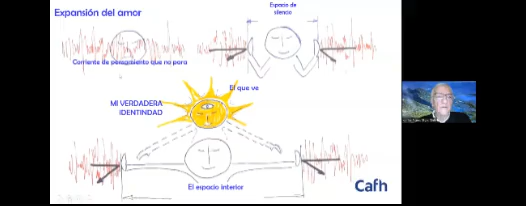 Expansión del amor
Espacio de
silencio
Corriente de pensamiento que no para
El que ve
MI VERDADERA
IDENTINDAD
El espacio interior
Cafh